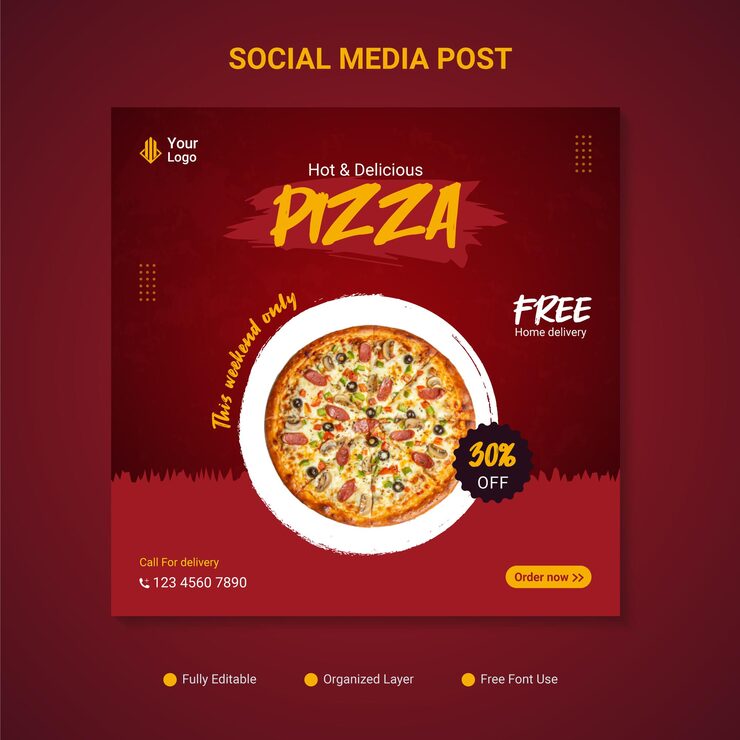 SOCIAL MEDIA POST
Your
Logo
Hot & Delicious
PIZZA
This weekend only
FREE
Home delivery
30%
OFF
Call For delivery
123 4560 7890
Order now >>
Fully Editable
Organized Layer
Free Font Use